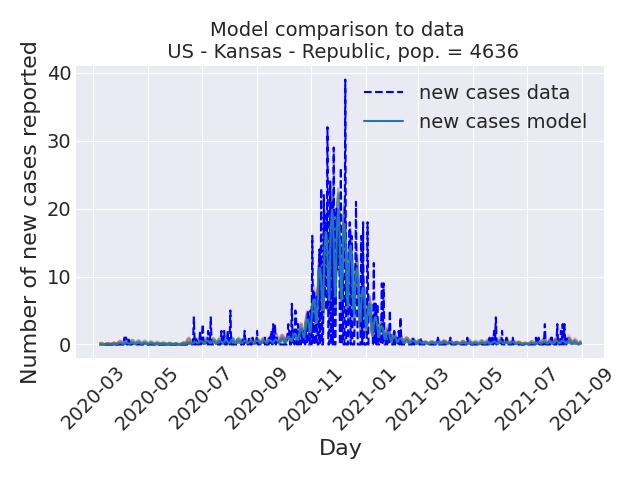 Model comparison to data
US - Kansas - Republic, pop. = 4636
Number of new cases reported
40
30
20
10
0
new cases data
new cases model
2020-03
2020-05
2020-07
2020-09
2020-11
2021-01
2021-03
2021-05
2021-07
2021-09
Day